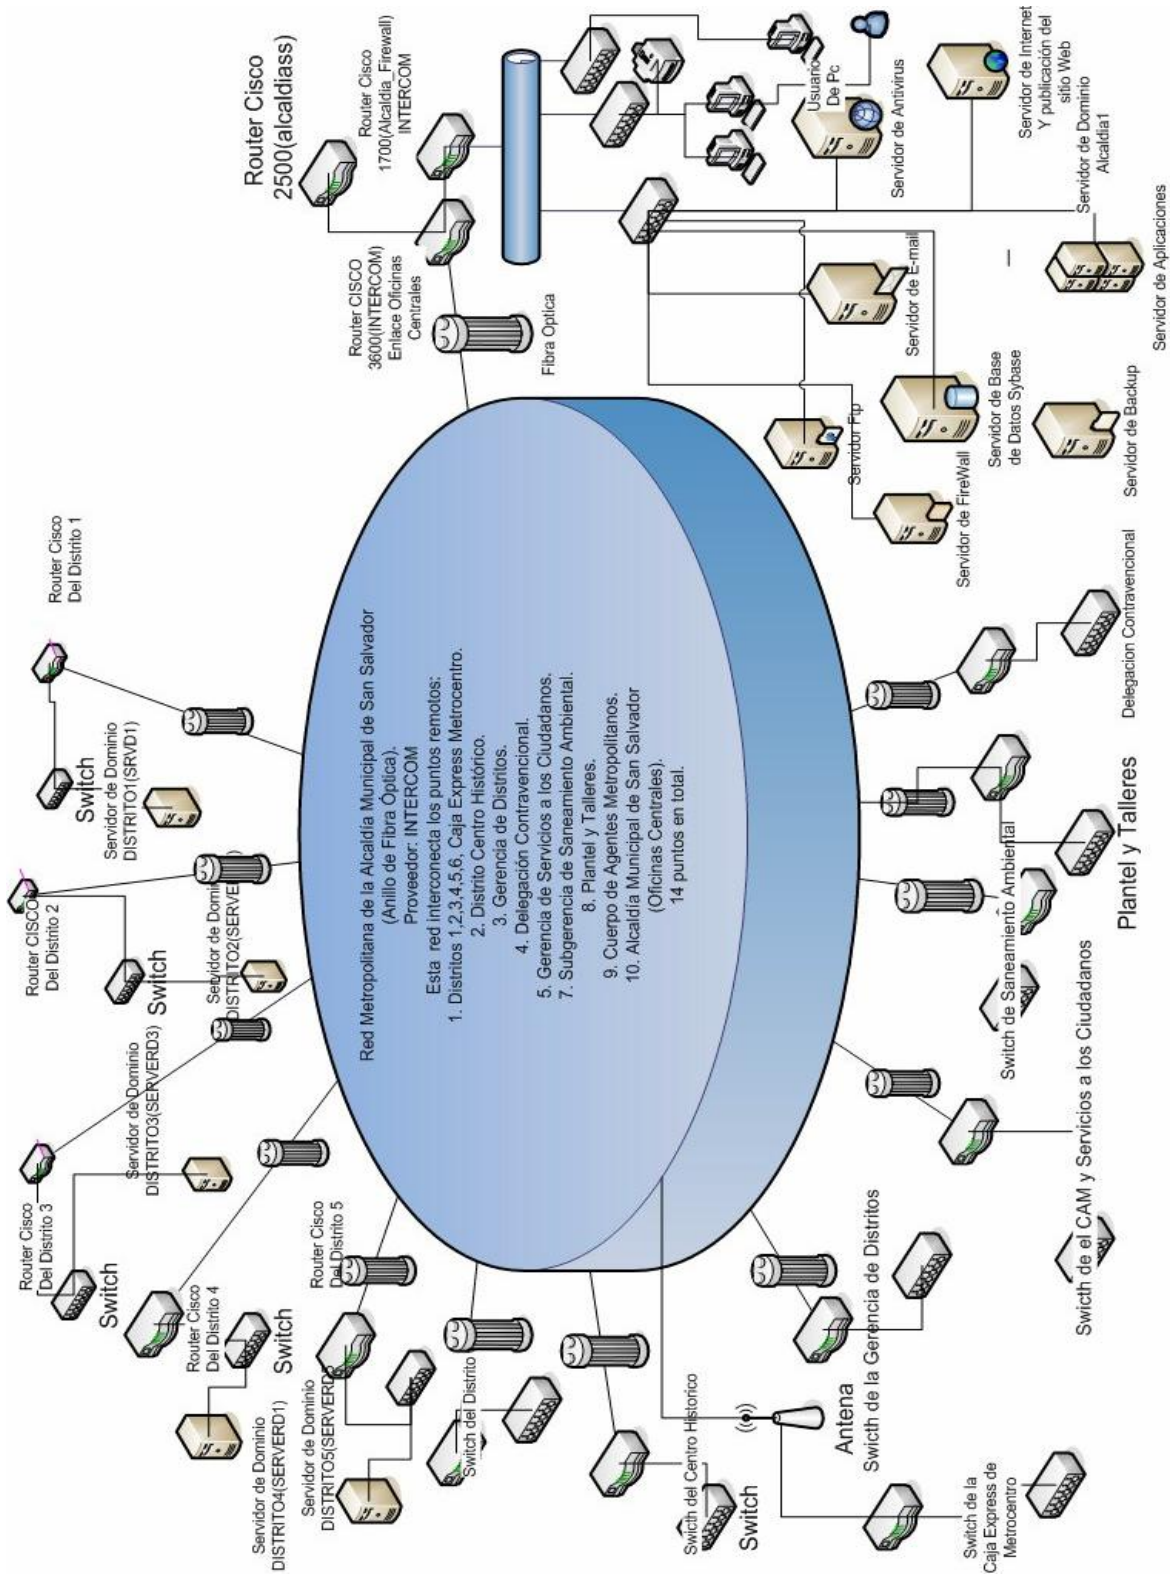 Red Metropolitana de la Alcaldía Municipal de San Salvador
(Anillo de Fibra Óptica).
Proveedor: INTERCOM
Esta red interconecta los puntos remotos:
1. Distritos 1,2,3,4,5,6, Caja Express Metrocentro.
2. Distrito Centro Histórico.
3. Gerencia de Distritos.
4. Delegación Contravencional.
5. Gerencia de Servicios a los Ciudadanos.
7. Subgerencia de Saneamiento Ambiental.
8. Plantel y Talleres.
9. Cuerpo de Agentes Metropolitanos.
10. Alcaldía Municipal de San Salvador
(Oficinas Centrales).
14 puntos en total.
Router Cisco
Del Distrito 1
Switch
Servidor de Dominio
DISTRITO1(SRVD1)
Router CISCO
Del Distrito 2
Switch
Servidor de Domin
DISTRITO2(SERVE
Servidor de Dominio
DISTRITO3(SERVERD3)
Router Cisco
Del Distrito 3
Switch
Router Cisco
Del Distrito 4
Switch
Servidor de Dominio
DISTRITO4(SERVERD1)
Router Cisco
Del Distrito 5
Servidor de Dominio
DISTRITO5(SERVERD
Switch del Distrito
Swicth del Centro Historico
Switch
Antena
Swicth de la Gerencia de Distritos
Switch de la
Caja Express de
Metrocentro
Swicth de el CAM y Servicios a los Ciudadanos
Switch de Saneamiento Ambiental
Plantel y Talleres
Delegacion Contravencional
Router Cisco
2500(alcaldiass)
Router Cisco
1700(Alcaldia_Firewall)
INTERCOM
Router CISCO
3600(INTERCOM)
Enlace Oficinas
Centrales
Fibra Optica
Usuario
De Pc
Servidor de Antivirus
Servidor de Internet
Y publicación del
sitio Web
Servidor de Dominio
Alcaldia1
Servidor de Aplicaciones
Servidor de E-mail
Servidor Ftp
Servidor de Base
de Datos Sybase
Servidor de FireWall
Servidor de Backup